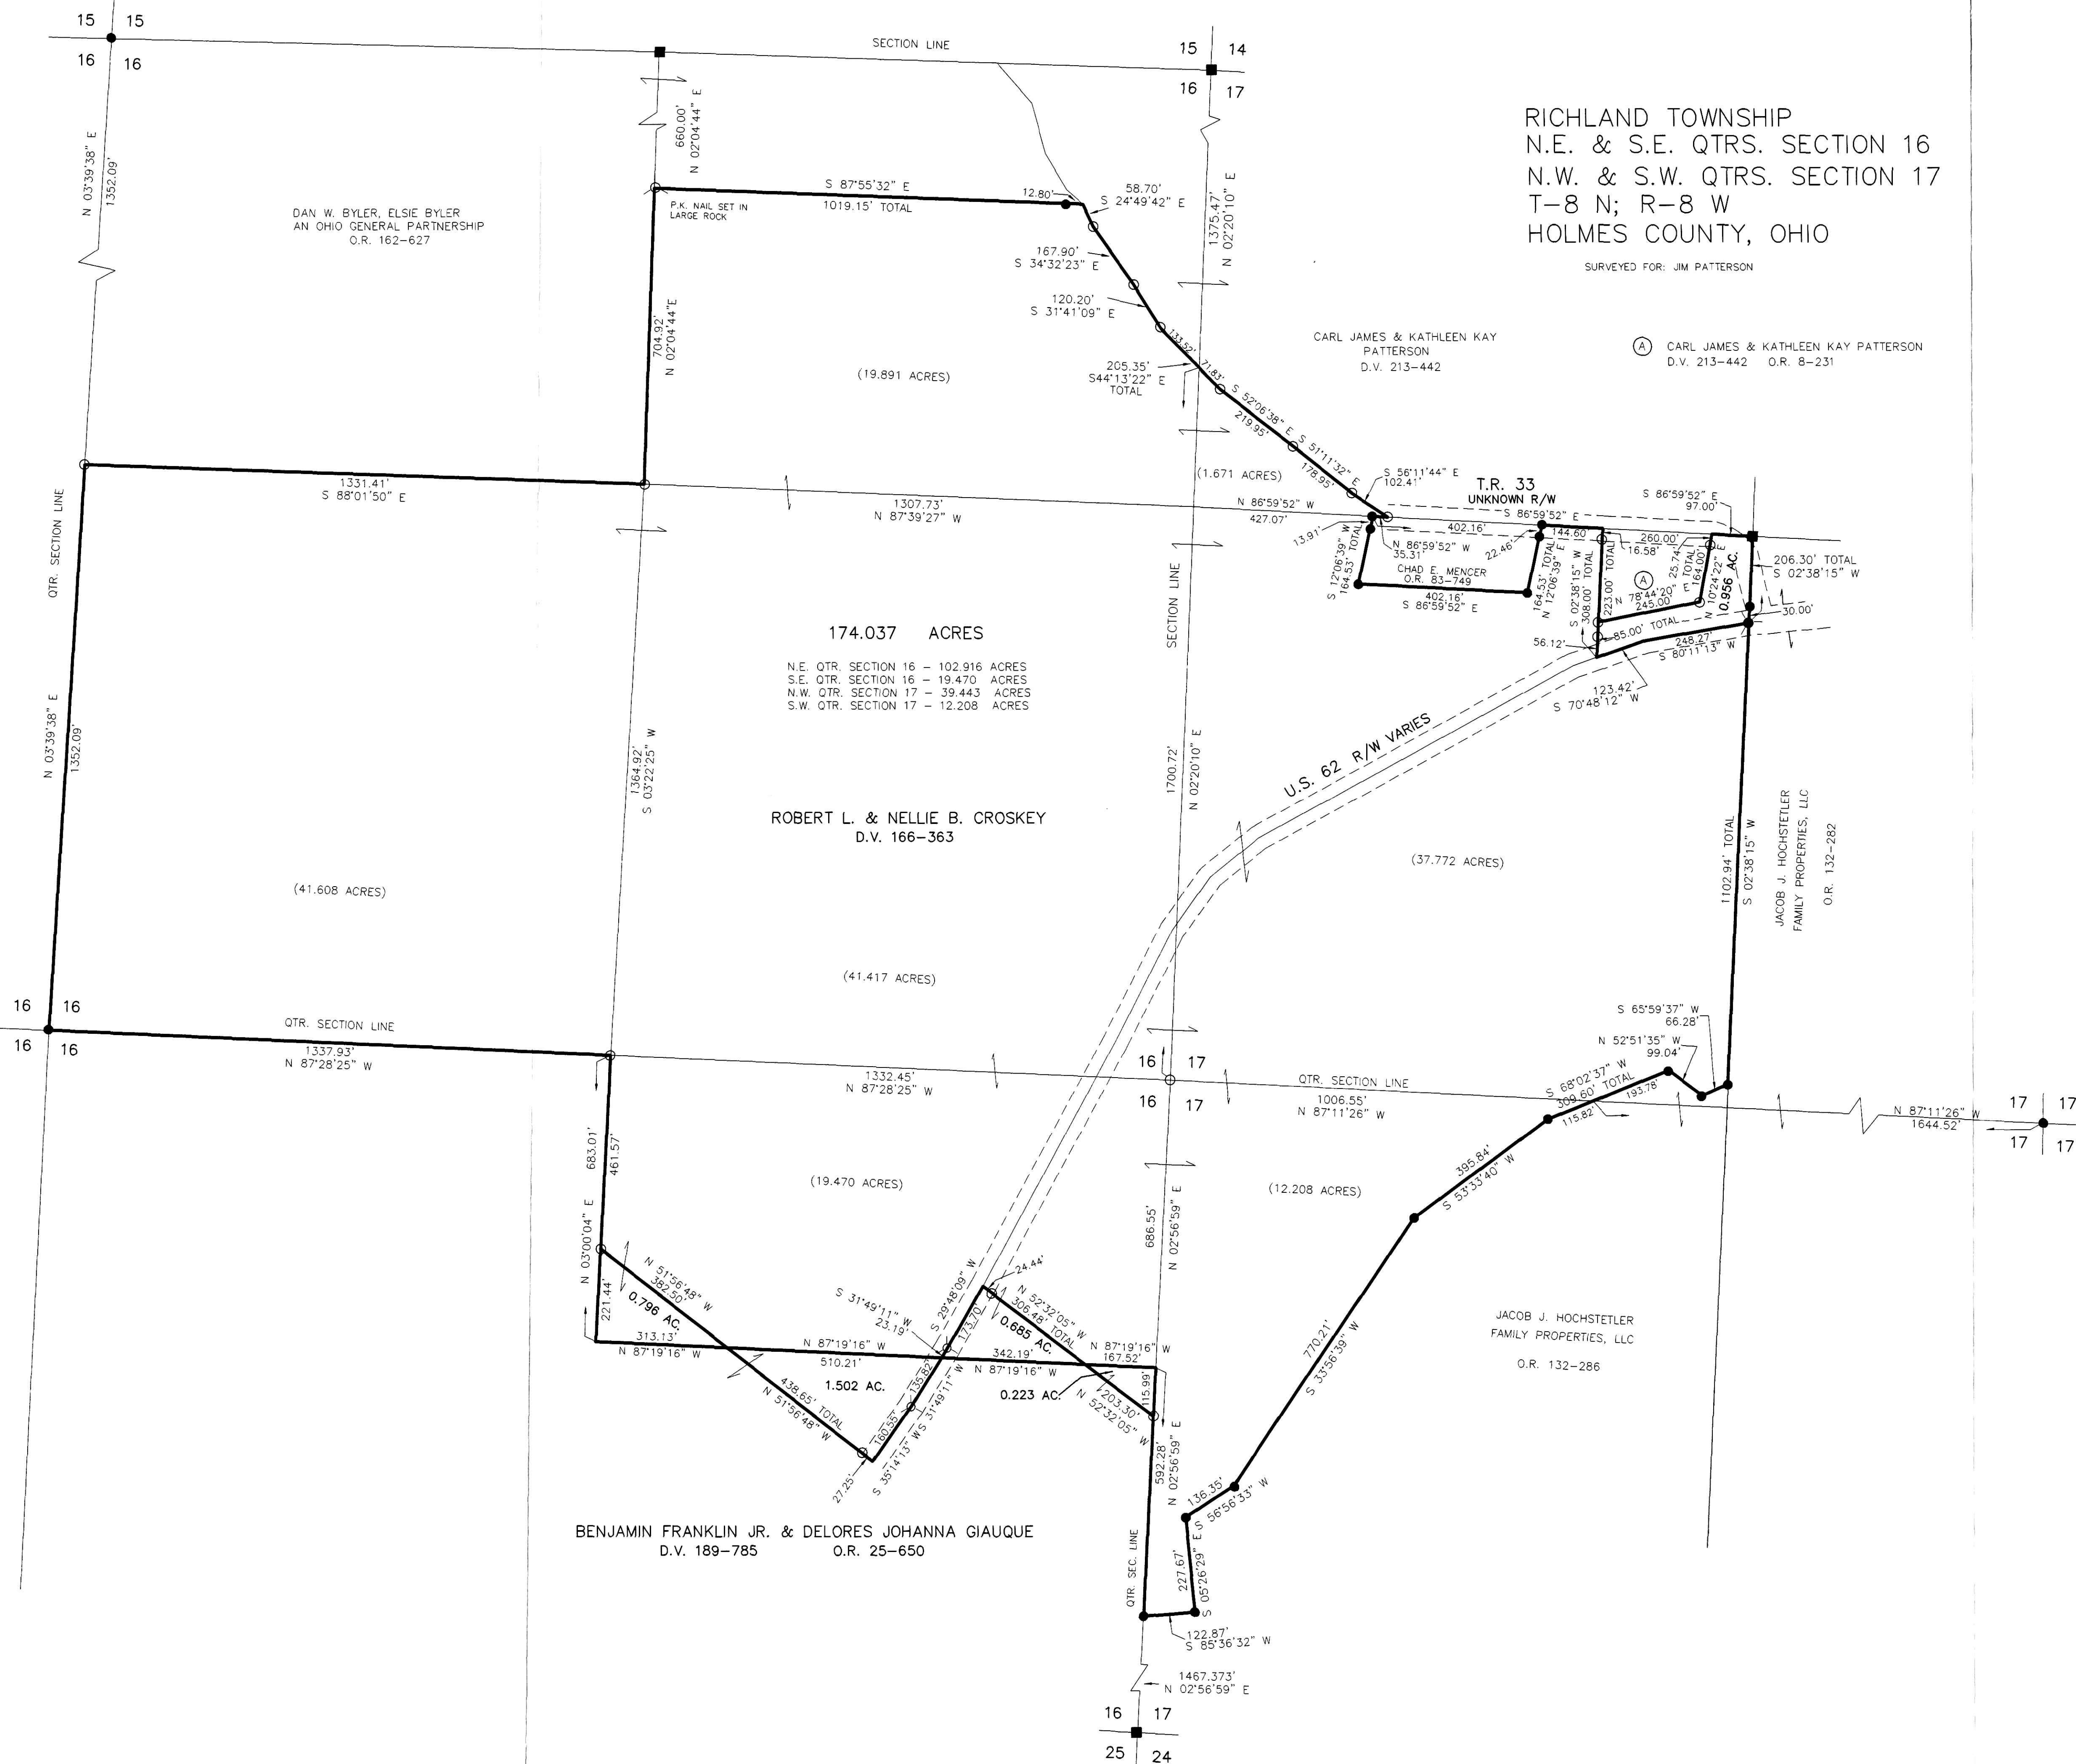 15 15
16 16
SECTION LINE
15 14
16 17
RICHLAND TOWNSHIP
N.E. & S.E. QTRS. SECTION 16
N.W. & S.W. QTRS. SECTION 17
T-8 N; R-8 W
HOLMES COUNTY, OHIO
SURVEYED FOR: JIM PATTERSON
N 03°39'38" E
1352.09'
DAN W. BYLER, ELSIE BYLER
AN OHIO GENERAL PARTNERSHIP
O.R. 162-627
660.00'
N 02°04'44" E
P.K. NAIL SET IN
LARGE ROCK
S 87°55'32" E
1019.15' TOTAL
12.80'
58.70'
S 24°49'42" E
167.90'
S 34°32'23" E
120.20'
S 31°41'09" E
1375.47'
N 02°20'10" E
133.52'
71.83'
205.35'
S44°13'22" E
TOTAL
704.92'
N 02°04'44"E
(19.891 ACRES)
CARL JAMES & KATHLEEN KAY
PATTERSON
D.V. 213-442
A CARL JAMES & KATHLEEN KAY PATTERSON
D.V. 213-442 O.R. 8-231
S 52°06'38" E
219.95'
S 51°11'32" E
178.95'
S 56°11'44" E
102.41'
(1.671 ACRES)
T.R. 33
UNKNOWN R/W
S 86°59'52" E
S 86°59'52" E
97.00'
1331.41'
S 88°01'50" E
1307.73'
N 87°39'27" W
N 86°59'52" W
427.07'
13.91'
N 86°59'52" W
35.31'
402.16'
22.46'
144.60'
16.58'
260.00'
25.74'
S 12°06'39" W
164.53' TOTAL
CHAD E. MENCER
O.R. 83-749
402.16'
S 86°59'52" E
164.53' TOTAL
N 12°06'39" E
S 02°38'15" W
308.00' TOTAL
223.00' TOTAL
A
N 78°44'20" E
245.00'
164.00' TOTAL
N 10°24'22" E
0.956 AC.
206.30' TOTAL
S 02°38'15" W
30.00'
85.00' TOTAL
56.12'
248.27'
S 80°11'13" W
123.42'
S 70°48'12" W
QTR. SECTION LINE
SECTION LINE
174.037 ACRES
N.E. QTR. SECTION 16 - 102.916 ACRES
S.E. QTR. SECTION 16 - 19.470 ACRES
N.W. QTR. SECTION 17 - 39.443 ACRES
S.W. QTR. SECTION 17 - 12.208 ACRES
N 03°39'38" E
1352.09'
1364.92'
S 03°22'25" W
1700.72'
N 02°20'10" E
U.S. 62 R/W VARIES
ROBERT L. & NELLIE B. CROSKEY
D.V. 166-363
(37.772 ACRES)
1102.94' TOTAL
S 02°38'15" W
JACOB J. HOCHSTETLER
FAMILY PROPERTIES, LLC
O.R. 132-282
(41.608 ACRES)
(41.417 ACRES)
16 16
16 16
QTR. SECTION LINE
1337.93'
N 87°28'25" W
1332.45'
N 87°28'25" W
16 17
16 17
QTR. SECTION LINE
1006.55'
N 87°11'26" W
S 65°59'37" W
66.28'
N 52°51'35" W
99.04'
S 68°02'37" W
309.60' TOTAL
115.82'
193.78'
N 87°11'26" W
1644.52'
17 17
17 17
683.01'
461.57'
N 03°00'04" E
221.44'
(19.470 ACRES)
(12.208 ACRES)
686.55'
N 02°56'59" E
395.84'
S 53°33'40" W
N 51°56'48" W
382.50'
0.796 AC.
313.13'
N 87°19'16" W
S 31°49'11" W
23.19'
S 29°48'09" W
173.70'
24.44'
N 52°32'05" W
306.48' TOTAL
0.685 AC.
N 87°19'16" W
167.52'
N 87°19'16" W
510.21'
342.19'
N 87°19'16" W
1.502 AC.
0.223 AC.
135.82'
S 31°49'11" W
115.99'
203.30'
N 52°32'05" W
438.65' TOTAL
N 51°56'48" W
160.55'
S 35°14'13" W
27.25'
592.28'
N 02°56'59" E
770.21'
S 33°56'39" W
JACOB J. HOCHSTETLER
FAMILY PROPERTIES, LLC
O.R. 132-286
BENJAMIN FRANKLIN JR. & DELORES JOHANNA GIAUQUE
D.V. 189-785 O.R. 25-650
136.35'
S 56°56'33" W
227.67'
S 05°26'29" E
QTR. SEC. LINE
122.87'
S 85°36'32" W
1467.373'
N 02°56'59" E
16 17
25 24